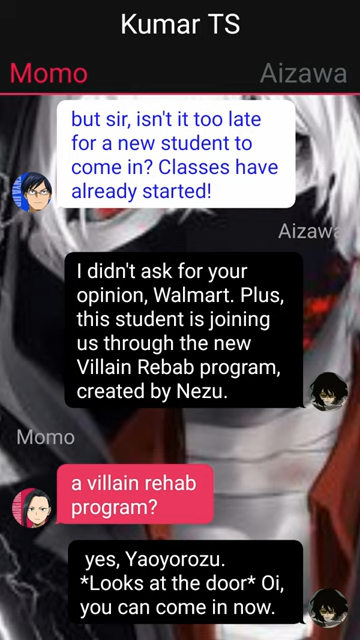 Kumar TS
Momo Aizawa
but sir, isn't it too late
for a new student to
come in? Classes have
already started!
Aizawa
I didn't ask for your
opinion, Walmart. Plus,
this student is joining
us through the new
Villain Rebab program,
created by Nezu.
Momo
a villain rehab
program?
yes, Yaoyorozu.
*Looks at the door* Oi,
you can come in now.